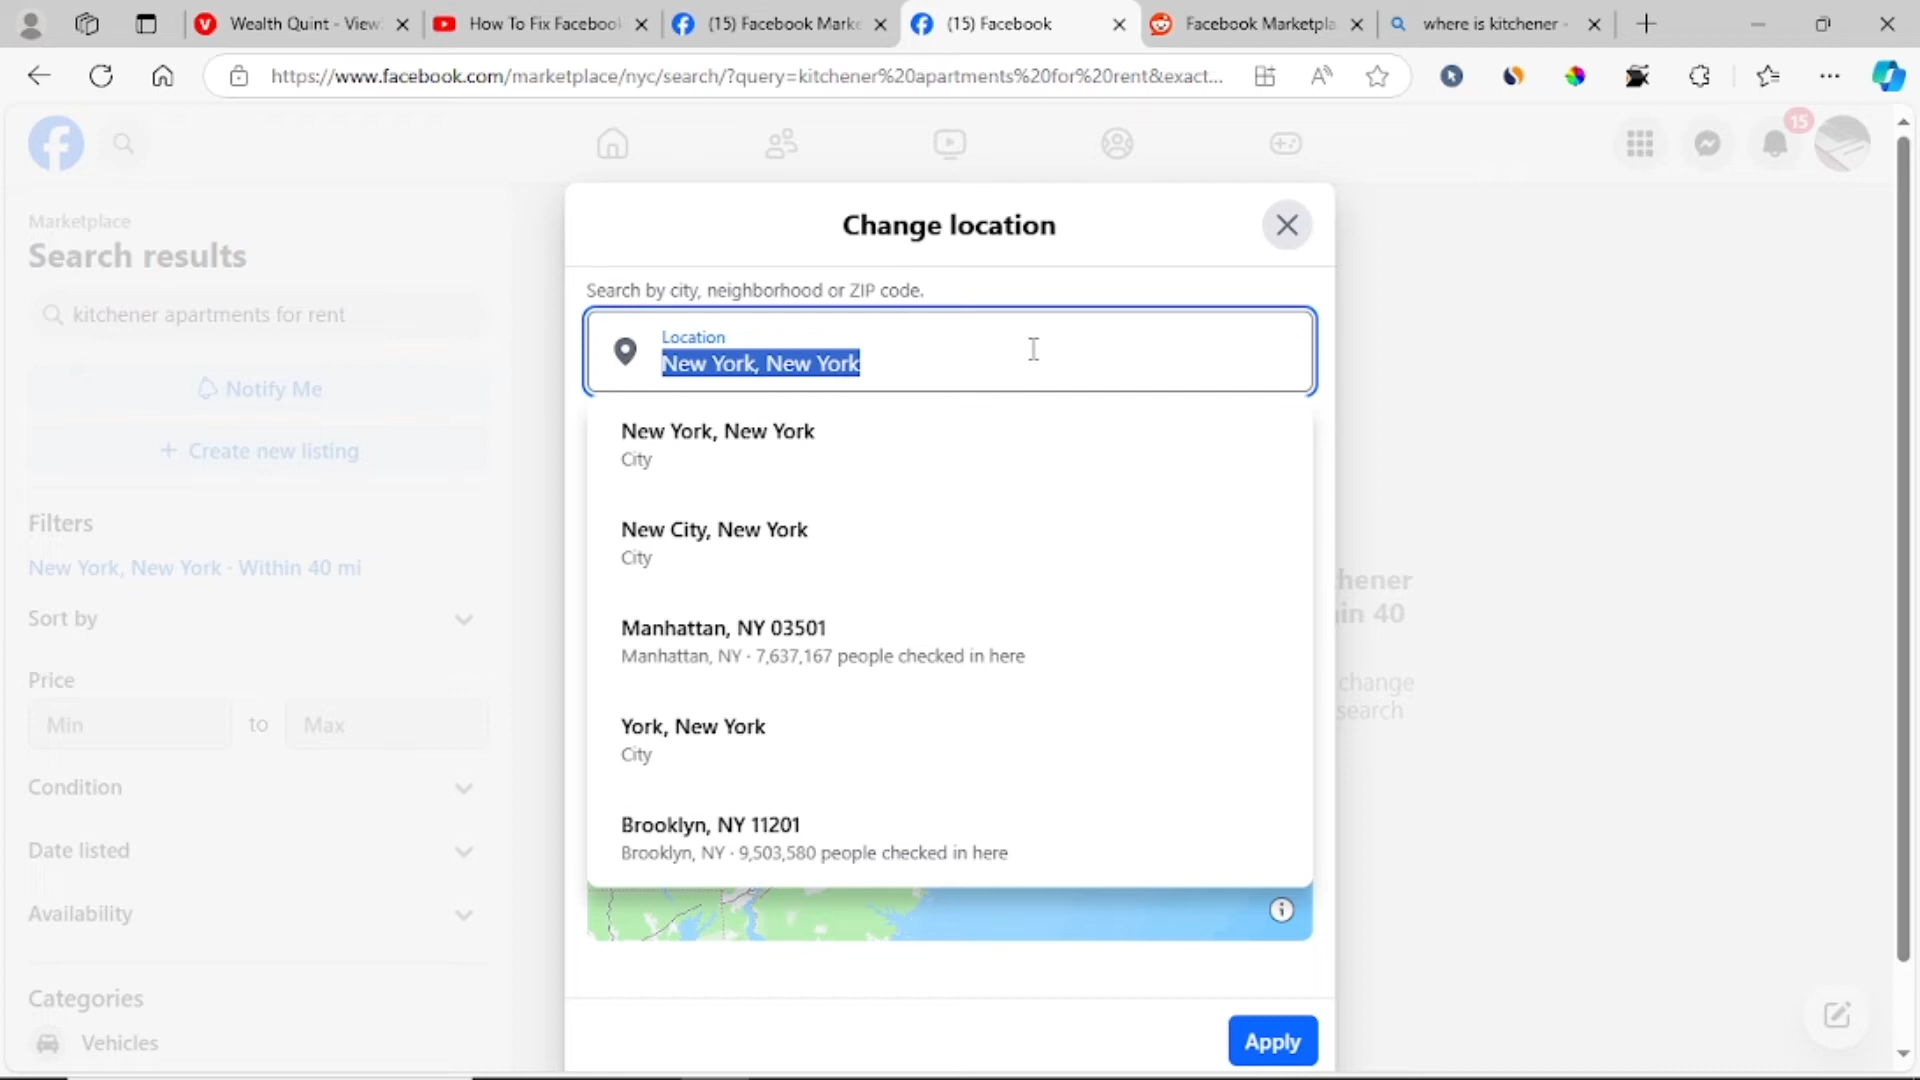 Wealth Quint - View
How To Fix Facebook
(15) Facebook Marke
(15) Facebook
Facebook Marketpla
where is kitchener -
https://www.facebook.com/marketplace/nyc/search/?query=kitchener%20apartments%20for%20rent&exact...
15
Marketplace
Search results
kitchener apartments for rent
Notify Me
+ Create new listing
Filters
New York, New York · Within 40 mi
Sort by
Price
Min to Max
Condition
Date listed
Availability
Categories
Vehicles
Change location
Search by city, neighborhood or ZIP code.
Location
New York, New York
New York, New York
City
New City, New York
City
Manhattan, NY 03501
Manhattan, NY · 7,637,167 people checked in here
York, New York
City
Brooklyn, NY 11201
Brooklyn, NY · 9,503,580 people checked in here
Apply
hener
in 40
change
search